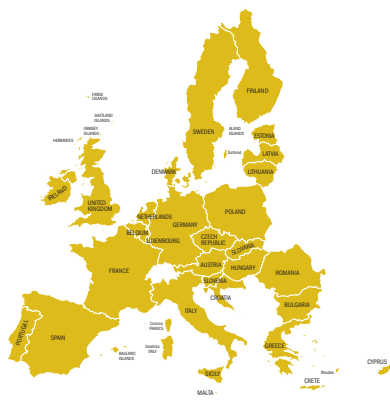 FAROE
ISLANDS
SHETLAND
ISLANDS
ORKNEY
ISLANDS
HEBRIDES
FINLAND
SWEDEN
ALAND
ISLANDS
ESTONIA
Gotland
LATVIA
LITHUANIA
DENMARK
IRELAND
UNITED
KINGDOM
NETHERLANDS
POLAND
BELGIUM
GERMANY
LUXEMBOURG
CZECH
REPUBLIC
SLOVAKIA
FRANCE
AUSTRIA
HUNGARY
ROMANIA
SLOVENIA
CROATIA
BULGARIA
ITALY
Corsica
FRANCE
PORTUGAL
SPAIN
Sardinia
ITALY
BALEARIC
ISLANDS
GREECE
SICILY
Rhodes
CYPRUS
CRETE
MALTA